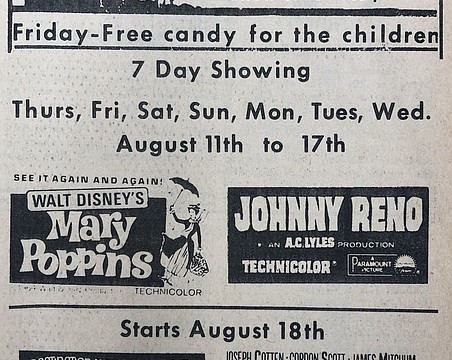 Friday-Free candy for the children
7 Day Showing
Thurs, Fri, Sat, Sun, Mon, Tues, Wed.
August 11th to 17th
SEE IT AGAIN AND AGAIN!
WALT DISNEY'S
Mary
Poppins
TECHNICOLOR
JOHNNY RENO
AN A.C. LYLES PRODUCTION
TECHNICOLOR
A
PARAMOUNT
PICTURE
Starts August 18th
JOSEPH COTTEN · GORDON SCOTT · JAMES MITCHUM